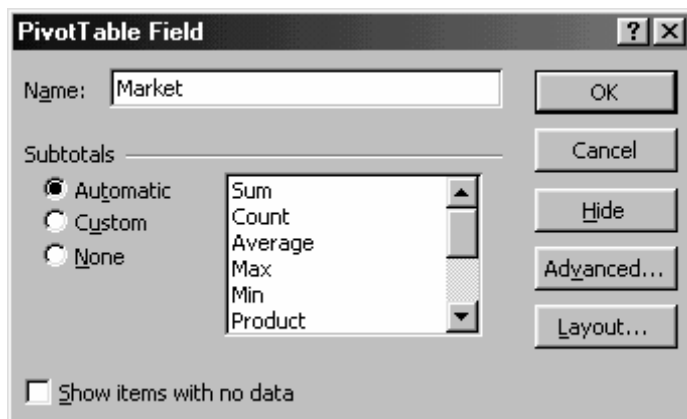 PivotTable Field
Name: Market
OK
Subtotals
Cancel
Automatic
Custom
None
Sum
Count
Average
Max
Min
Product
Hide
Advanced...
Layout...
Show items with no data